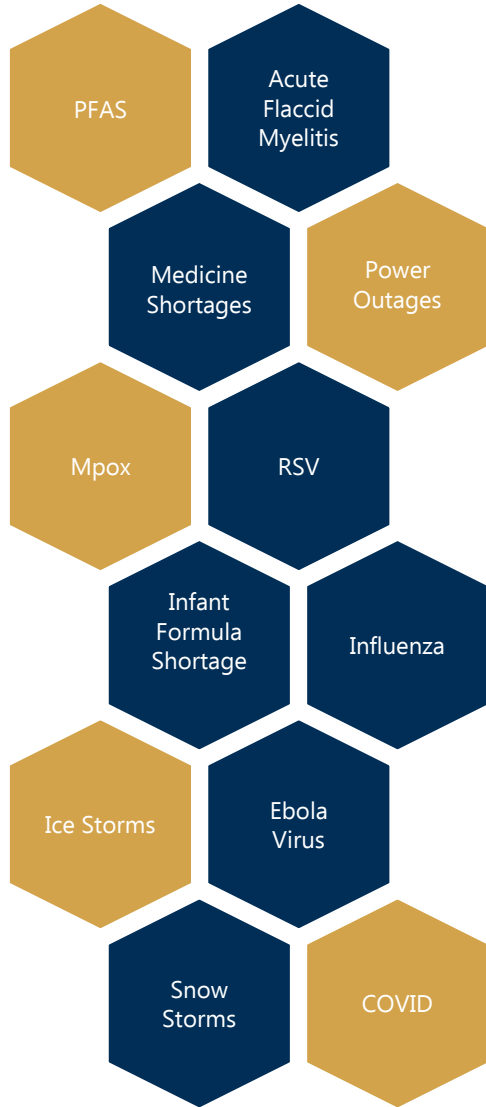 PFAS
Acute
Flaccid
Myelitis
Medicine
Shortages
Power
Outages
Mpox
RSV
Infant
Formula
Shortage
Influenza
Ice Storms
Ebola
Virus
Snow
Storms
COVID